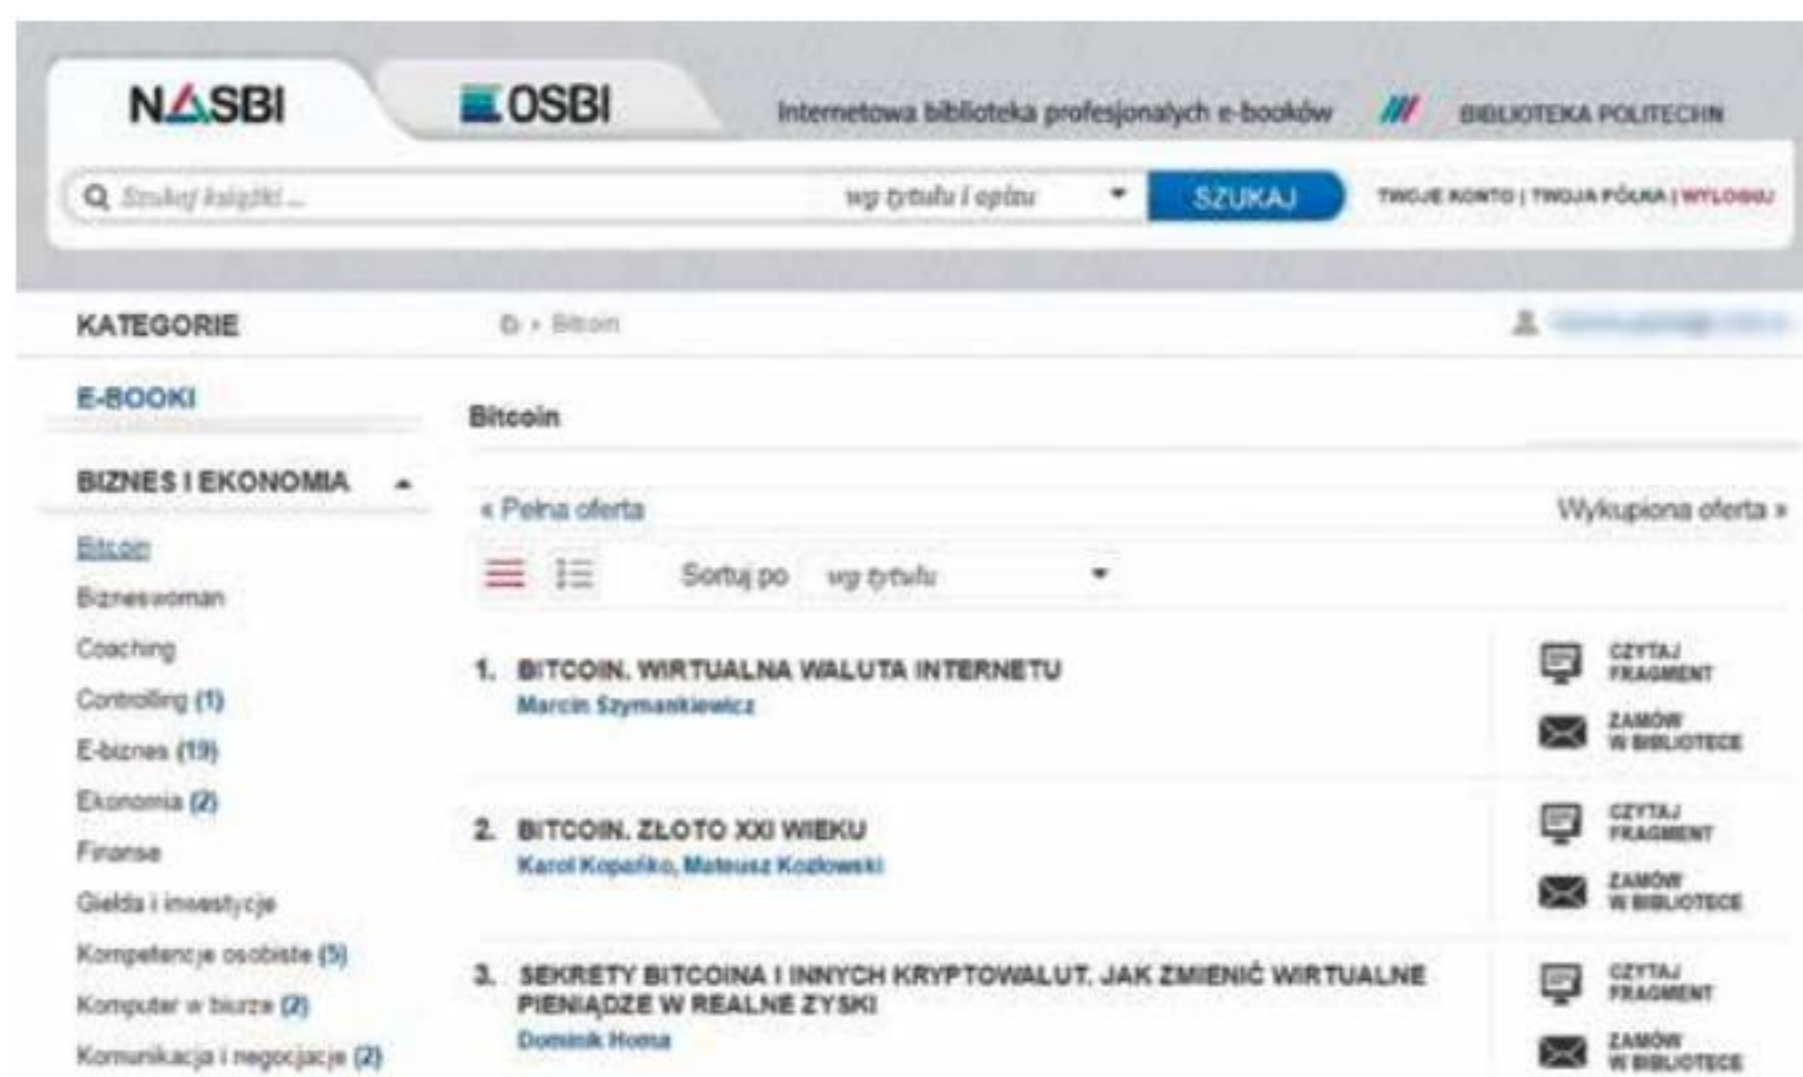 NASBI
OSBI
Internetowa biblioteka profesjonalych e-booków
BIBLIOTEKA POLITECHN
Szukaj książki ...
wg tytułu i opisu
SZUKAJ
TWOJE KONTO | TWOJA PÓŁKA | WYLOGUJ
KATEGORIE
› Bitcoin
E-BOOKI
Bitcoin
BIZNES I EKONOMIA
« Pełna oferta
Wykupiona oferta »
Bitcoin
Sortuj po
wg tytułu
Bizneswoman
Coaching
Controlling (1)
E-biznes (19)
Ekonomia (2)
Finanse
Giełda i inwestycje
Kompetencje osobiste (5)
Komputer w biurze (2)
Komunikacja i negocjacje (2)
1. BITCOIN. WIRTUALNA WALUTA INTERNETU
Marcin Szymankiewicz
CZYTAJ
FRAGMENT
ZAMÓW
W BIBLIOTECE
2. BITCOIN. ZŁOTO XXI WIEKU
Karol Kopańko, Mateusz Kozłowski
CZYTAJ
FRAGMENT
ZAMÓW
W BIBLIOTECE
3. SEKRETY BITCOINA I INNYCH KRYPTOWALUT. JAK ZMIENIĆ WIRTUALNE
PIENIĄDZE W REALNE ZYSKI
Dominik Homa
CZYTAJ
FRAGMENT
ZAMÓW
W BIBLIOTECE